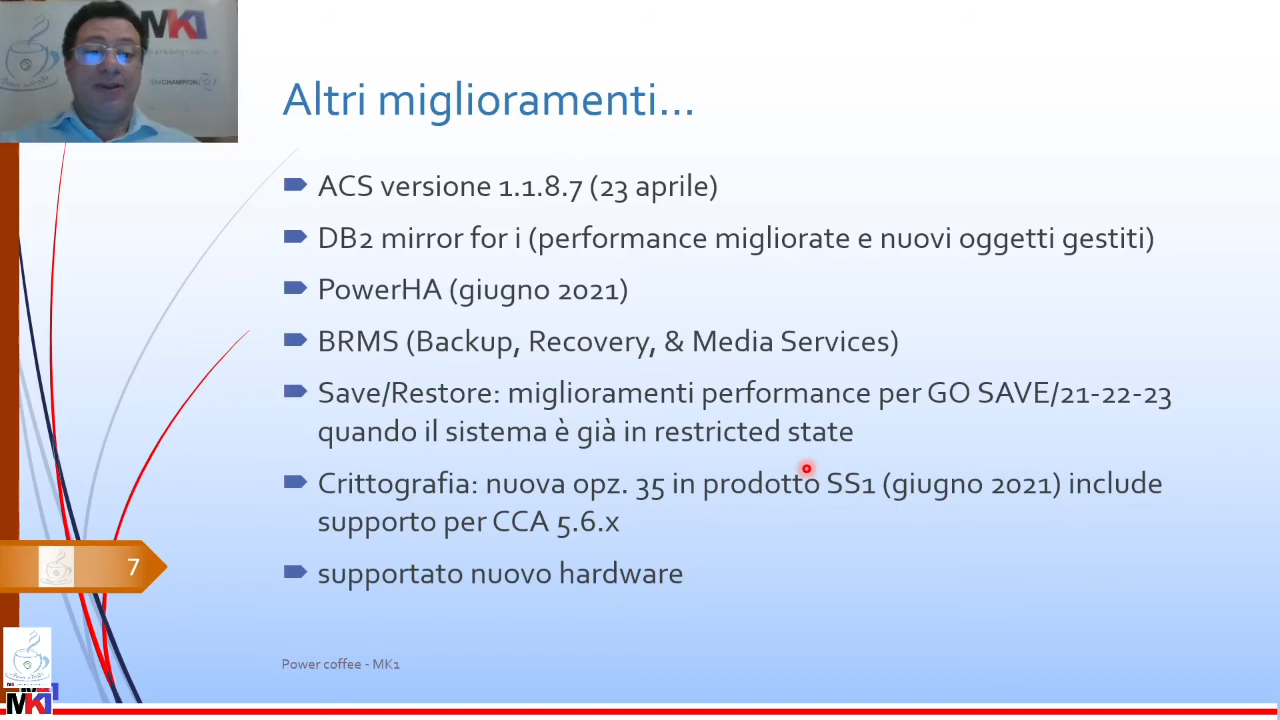 MK1
Altri miglioramenti...
ACS versione 1.1.8.7 (23 aprile)
DB2 mirror for i (performance migliorate e nuovi oggetti gestiti)
PowerHA (giugno 2021)
BRMS (Backup, Recovery, & Media Services)
Save/Restore: miglioramenti performance per GO SAVE/21-22-23
quando il sistema è già in restricted state
Crittografia: nuova opz. 35 in prodotto SS1 (giugno 2021) include
supporto per CCA 5.6.x
supportato nuovo hardware
7
Power coffee - MK1
MK1